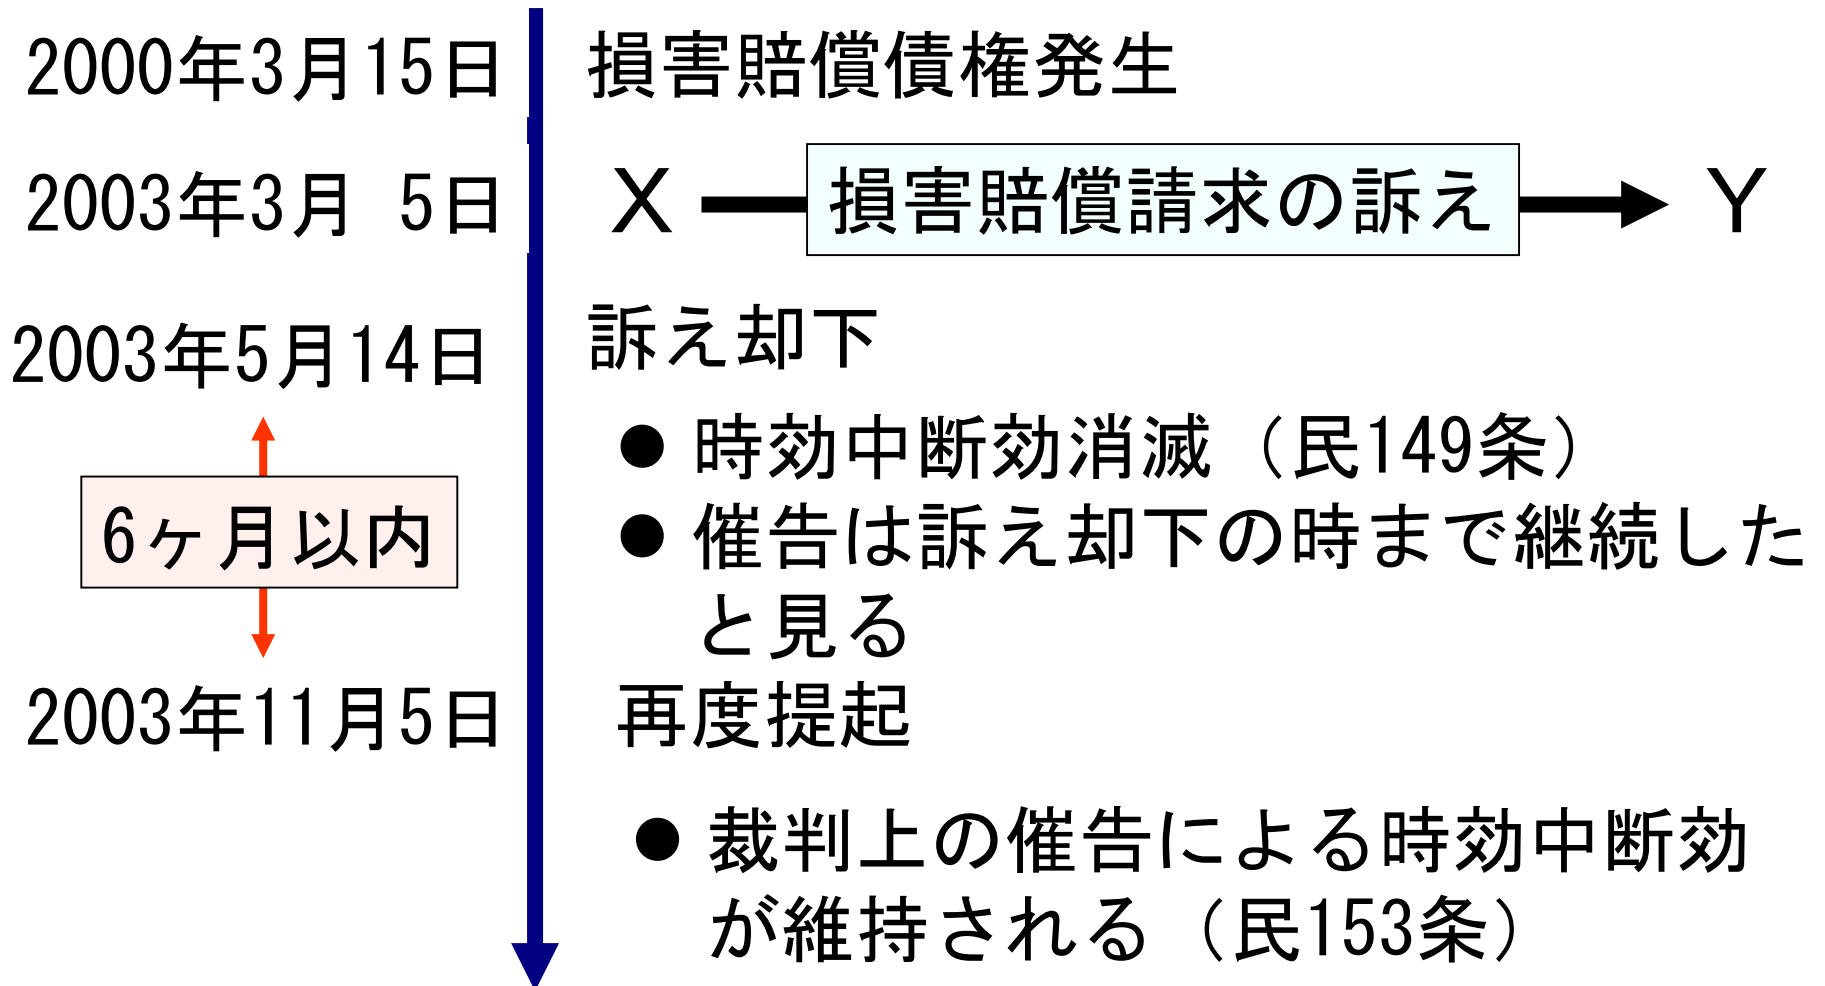 2000年3月15日 損害賠償債権発生
2003年3月 5日 X 損害賠償請求の訴え Y
2003年5月14日 訴え却下
● 時効中断効消滅（民149条）
6ヶ月以内 ● 催告は訴え却下の時まで継続した
と見る
2003年11月5日 再度提起
● 裁判上の催告による時効中断効
が維持される（民153条）